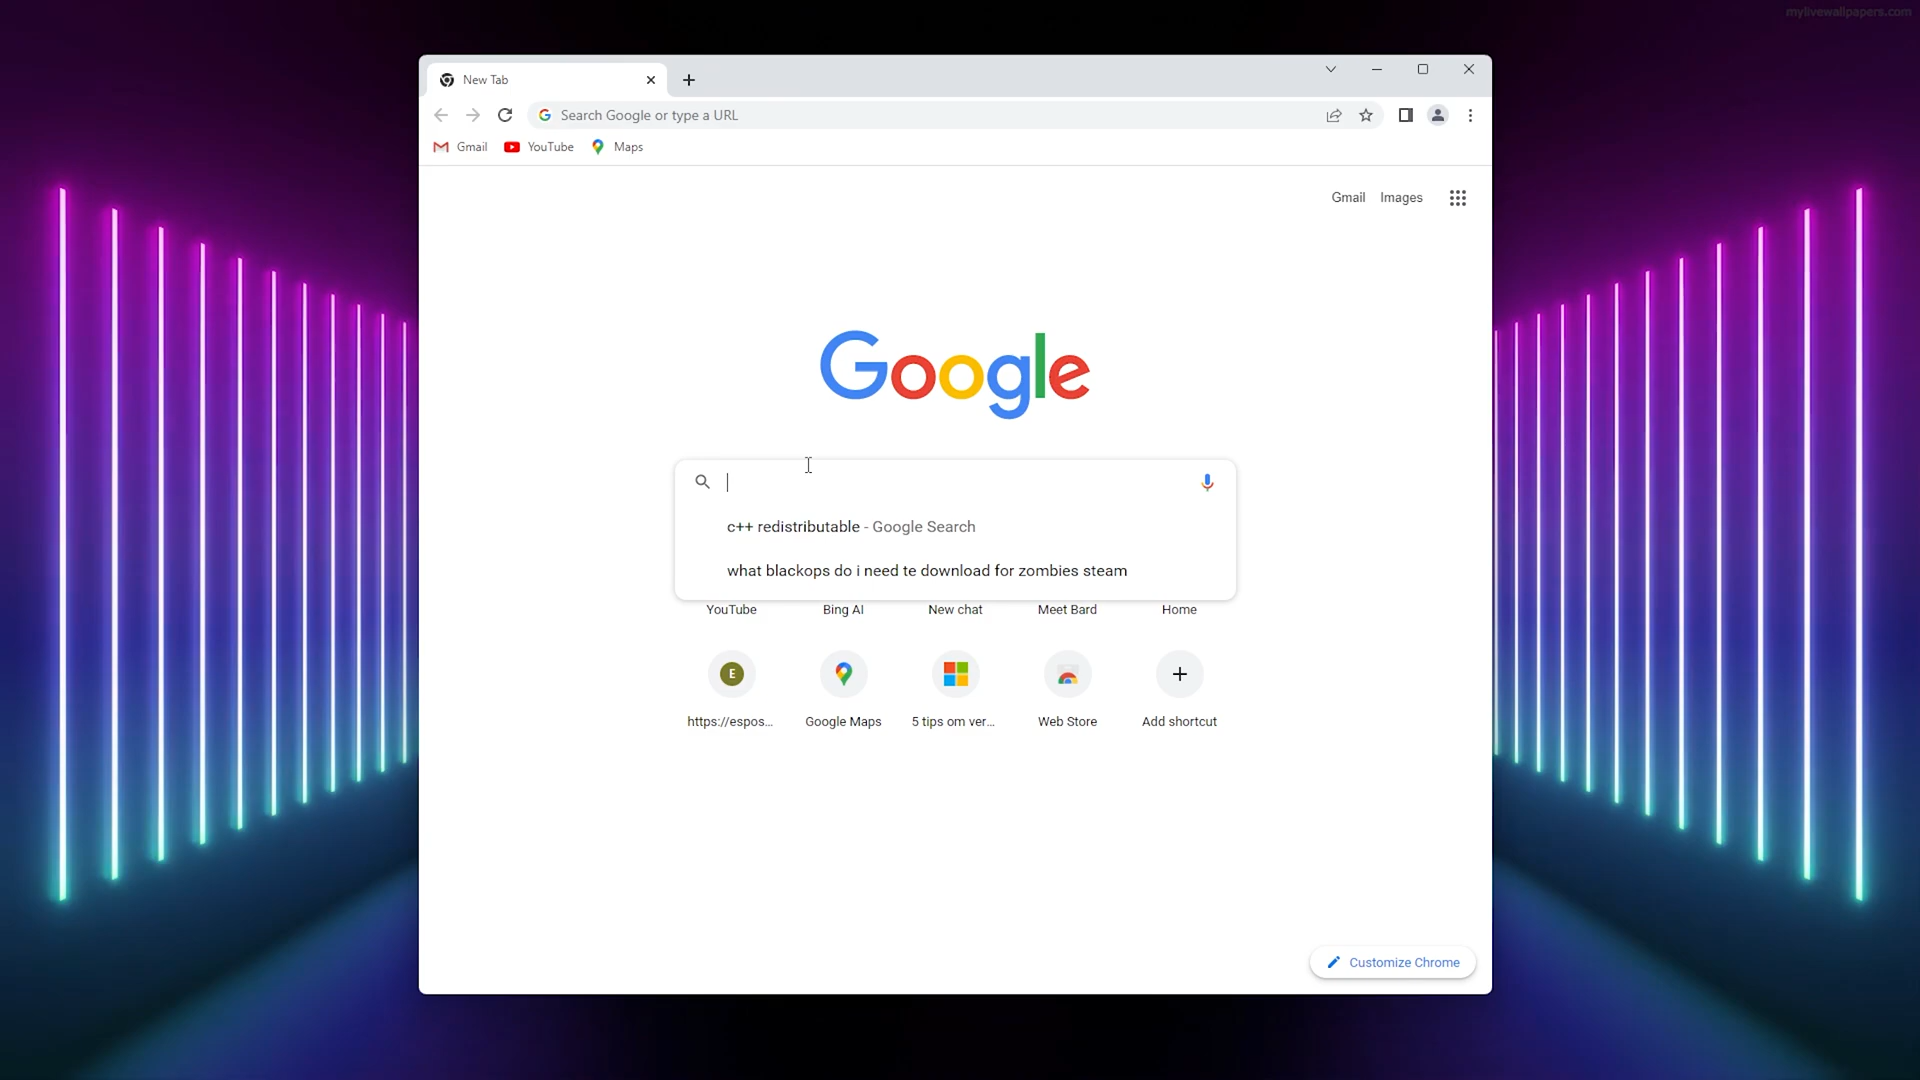 mylivewallpapers.com
New Tab
Search Google or type a URL
Gmail YouTube Maps
Gmail Images
Google
c++ redistributable - Google Search
what blackops do i need te download for zombies steam
YouTube Bing AI New chat Meet Bard Home
E
https://espos... Google Maps 5 tips om ver... Web Store Add shortcut
Customize Chrome